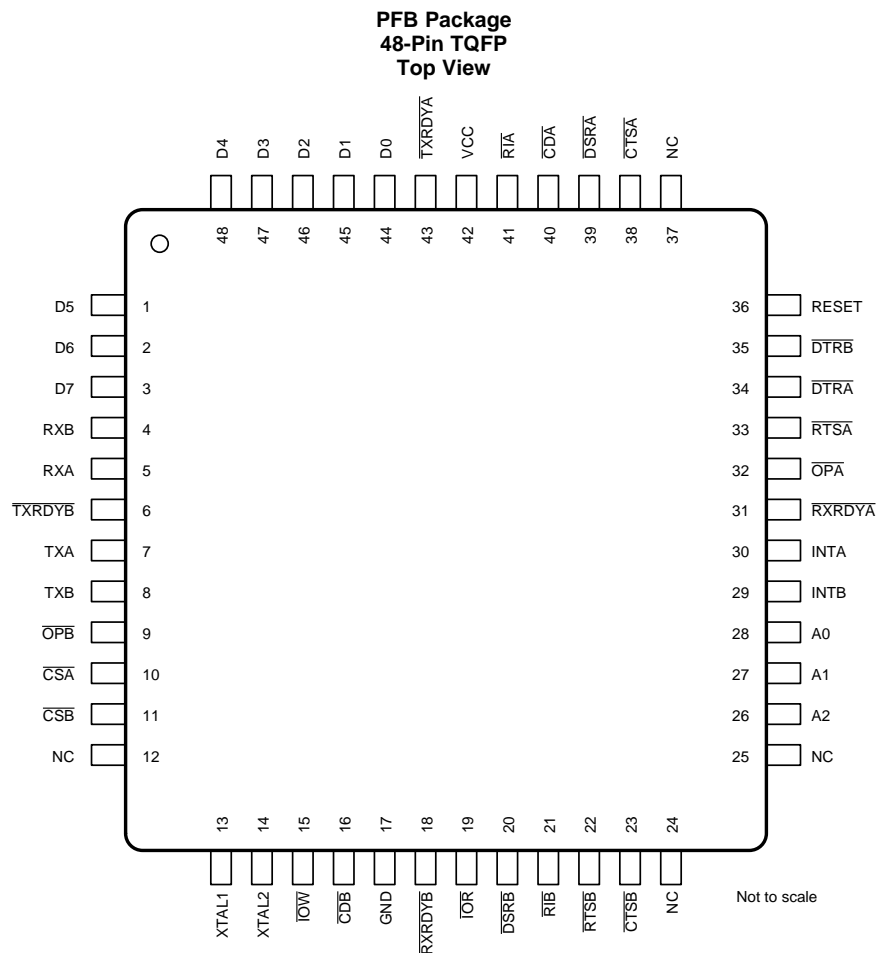 PFB Package
48-Pin TQFP
Top View
D4 D3 D2 D1 D0 TXRDYA VCC RIA CDA DSRA CTSA NC
48 47 46 45 44 43 42 41 40 39 38 37
D5 1 36 RESET
D6 2 35 DTRB
D7 3 34 DTRA
RXB 4 33 RTSA
RXA 5 32 OPA
TXRDYB 6 31 RXRDYA
TXA 7 30 INTA
TXB 8 29 INTB
OPB 9 28 A0
CSA 10 27 A1
CSB 11 26 A2
NC 12 25 NC
13 14 15 16 17 18 19 20 21 22 23 24
XTAL1 XTAL2 IOW CDB GND RXRDYB IOR DSRB RIB RTSB CTSB NC
Not to scale